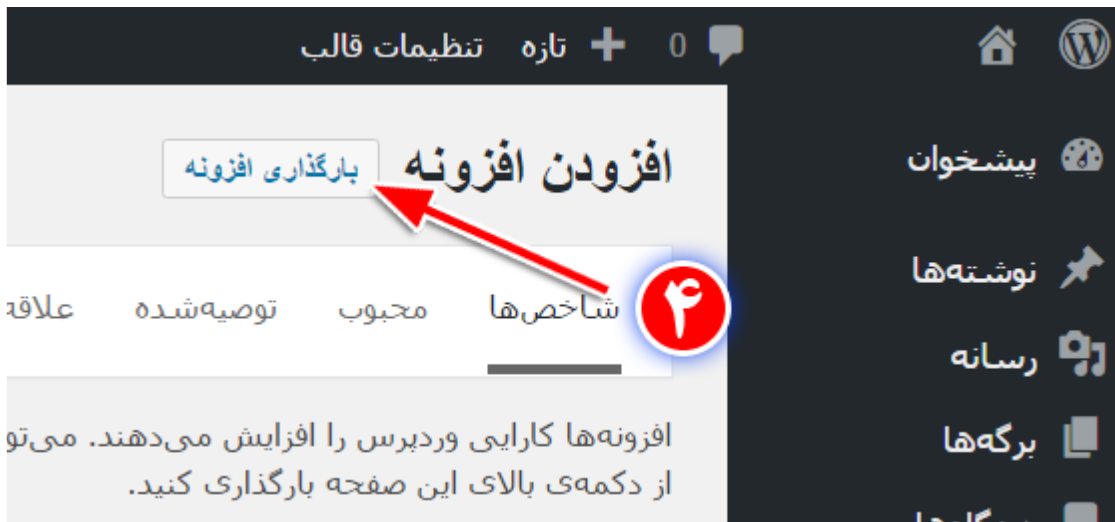 0 تازه تنظیمات قالب
پیشخوان
نوشته‌ها
رسانه
برگه‌ها
افزودن افزونه بارگذاری افزونه
۴
شاخص‌ها محبوب توصیه‌شده
افزونه‌ها کارایی وردپرس را افزایش می‌دهند.
از دکمه‌ی بالای این صفحه بارگذاری کنید.